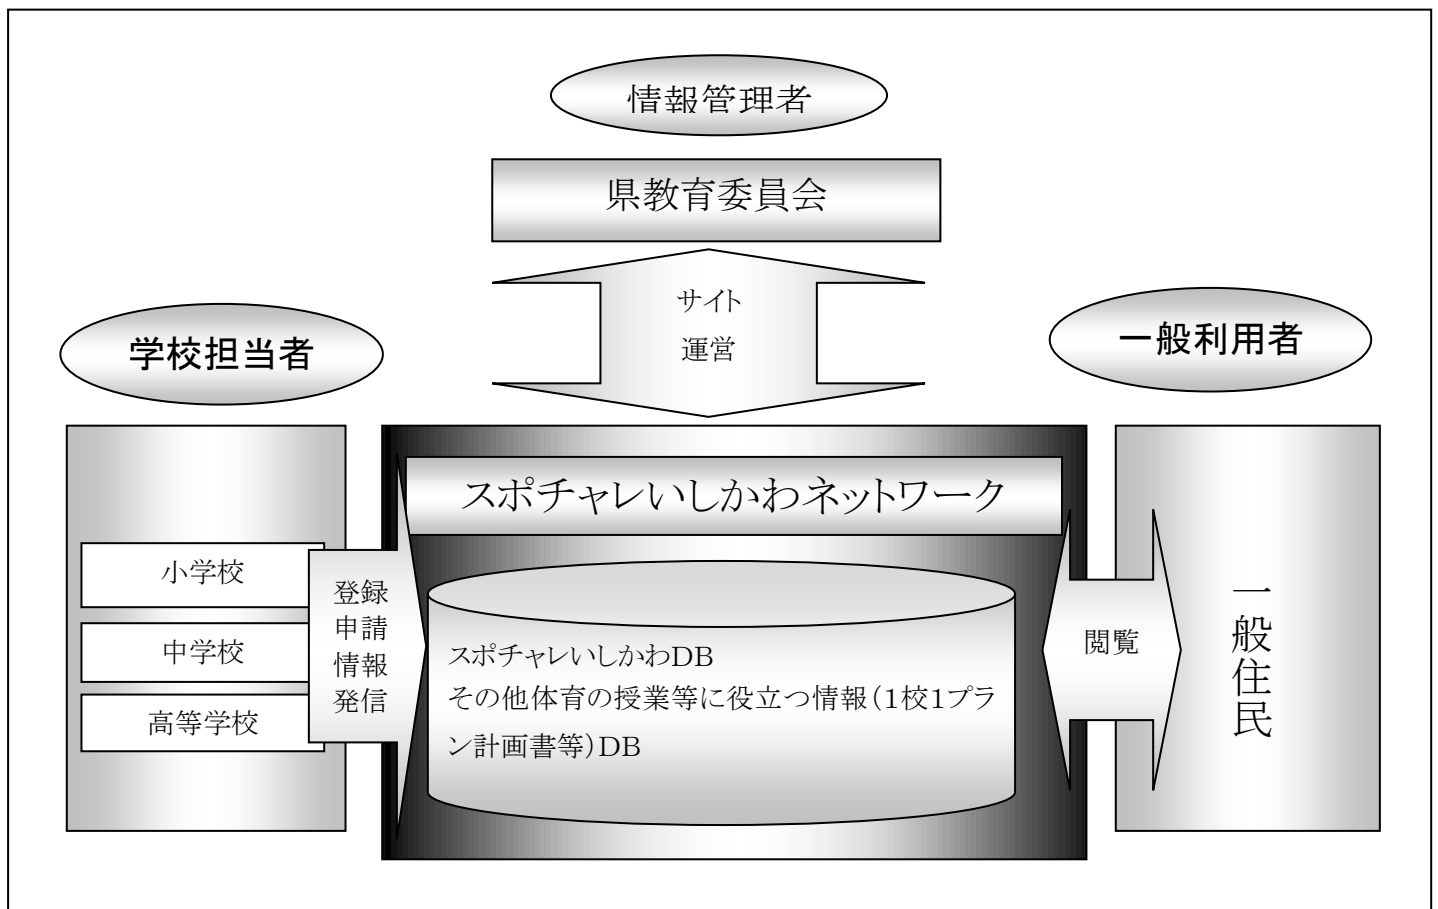 情報管理者
県教育委員会
サイト
運営
学校担当者
一般利用者
スポチャレいしかわネットワーク
小学校
中学校
高等学校
登録
申請
情報
発信
スポチャレいしかわDB
その他体育の授業等に役立つ情報（1校1プラ
ン計画書等）DB
閲覧
一般住民